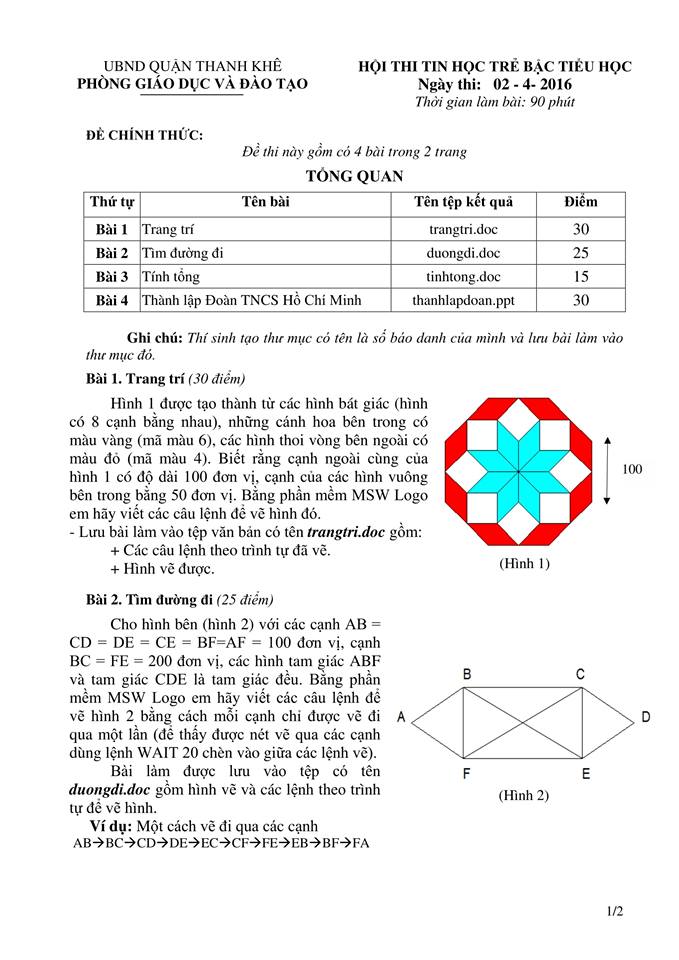 UBND QUẬN THANH KHÊ
PHÒNG GIÁO DỤC VÀ ĐÀO TẠO
HỘI THI TIN HỌC TRẺ BẬC TIỂU HỌC
Ngày thi: 02 - 4- 2016
Thời gian làm bài: 90 phút
ĐỀ CHÍNH THỨC:
Đề thi này gồm có 4 bài trong 2 trang
TỔNG QUAN
Thứ tự Tên bài Tên tệp kết quả Điểm
Bài 1 Trang trí trangtri.doc 30
Bài 2 Tìm đường đi duongdi.doc 25
Bài 3 Tính tổng tinhtong.doc 15
Bài 4 Thành lập Đoàn TNCS Hồ Chí Minh thanhlapdoan.ppt 30
Ghi chú: Thí sinh tạo thư mục có tên là số báo danh của mình và lưu bài làm vào
thư mục đó.
Bài 1. Trang trí (30 điểm)
Hình 1 được tạo thành từ các hình bát giác (hình
có 8 cạnh bằng nhau), những cánh hoa bên trong có
màu vàng (mã màu 6), các hình thoi vòng bên ngoài có
màu đỏ (mã màu 4). Biết rằng cạnh ngoài cùng của
hình 1 có độ dài 100 đơn vị, cạnh của các hình vuông
bên trong bằng 50 đơn vị. Bằng phần mềm MSW Logo
em hãy viết các câu lệnh để vẽ hình đó.
- Lưu bài làm vào tệp văn bản có tên trangtri.doc gồm:
+ Các câu lệnh theo trình tự đã vẽ.
+ Hình vẽ được.
100
(Hình 1)
Bài 2. Tìm đường đi (25 điểm)
Cho hình bên (hình 2) với các cạnh AB =
CD = DE = CE = BF=AF = 100 đơn vị, cạnh
BC = FE = 200 đơn vị, các hình tam giác ABF
và tam giác CDE là tam giác đều. Bằng phần
mềm MSW Logo em hãy viết các câu lệnh để
vẽ hình 2 bằng cách mỗi cạnh chỉ được vẽ đi
qua một lần (để thấy được nét vẽ qua các cạnh
dùng lệnh WAIT 20 chèn vào giữa các lệnh vẽ).
Bài làm được lưu vào tệp có tên
duongdi.doc gồm hình vẽ và các lệnh theo trình
tự để vẽ hình.
Ví dụ: Một cách vẽ đi qua các cạnh
AB→BC→CD→DE→EC→CF→FE→EB→BF→FA
B C
A D
F E
(Hình 2)
1/2